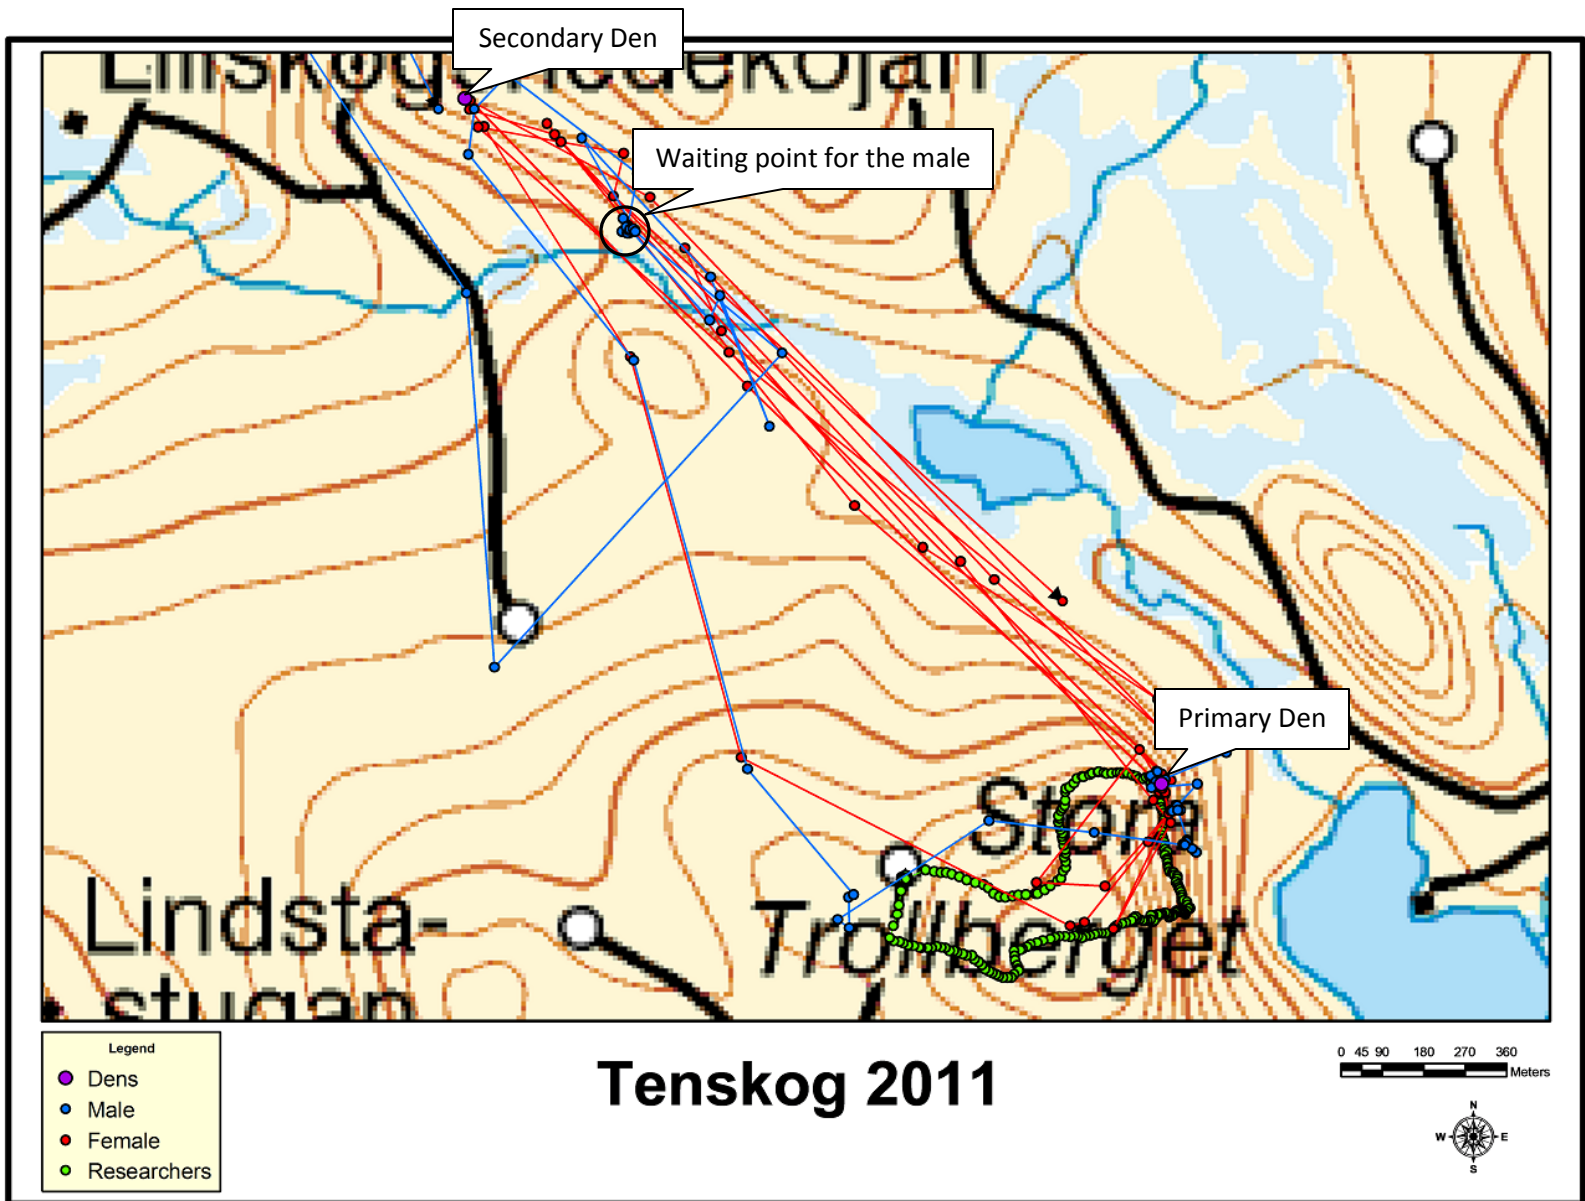 Secondary Den
Waiting point for the male
Primary Den
Stora
Trollberget
Lindsta-
stugan
Legend
Dens
Male
Female
Researchers
Tenskog 2011
0 45 90 180 270 360
Meters
N
W E
S